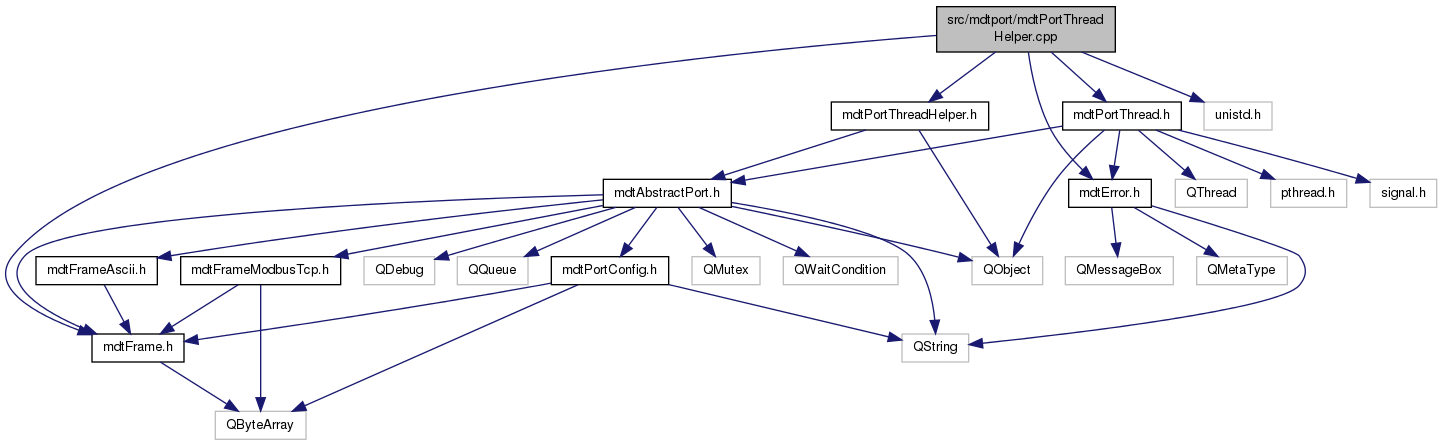 src/mdtport/mdtPortThread
Helper.cpp
mdtPortThreadHelper.h
mdtPortThread.h
unistd.h
mdtAbstractPort.h
mdtError.h
QThread
pthread.h
signal.h
mdtFrameAscii.h
mdtFrameModbusTcp.h
QDebug
QQueue
mdtPortConfig.h
QMutex
QWaitCondition
QObject
QMessageBox
QMetaType
mdtFrame.h
QString
QByteArray